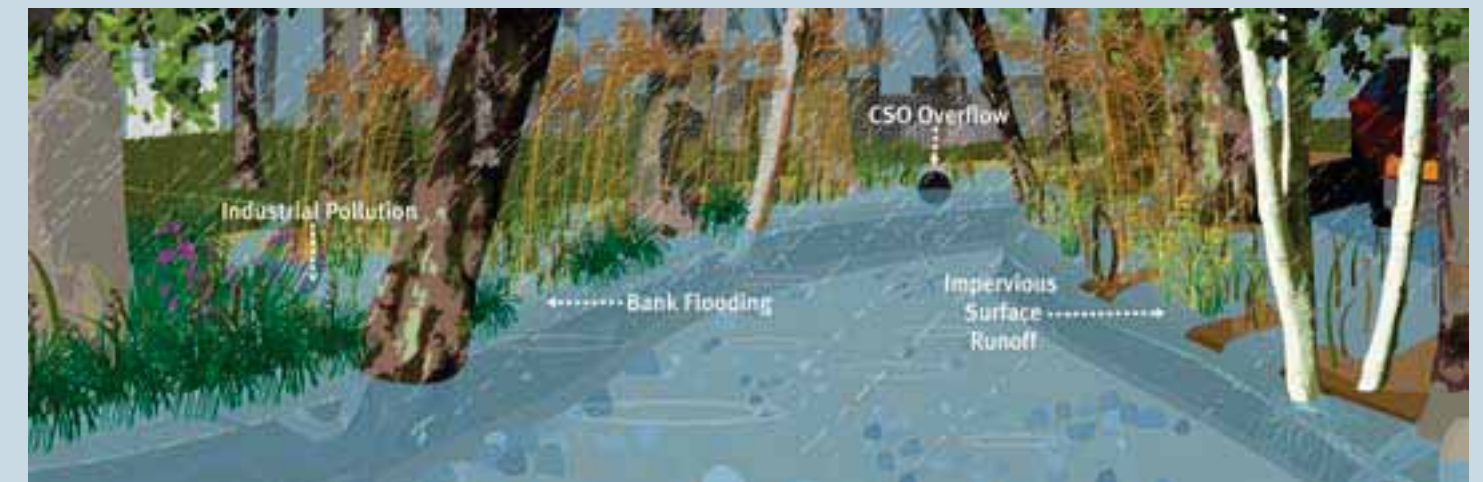 CSO Overflow
Industrial Pollution
Bank Flooding
Impervious
Surface
Runoff